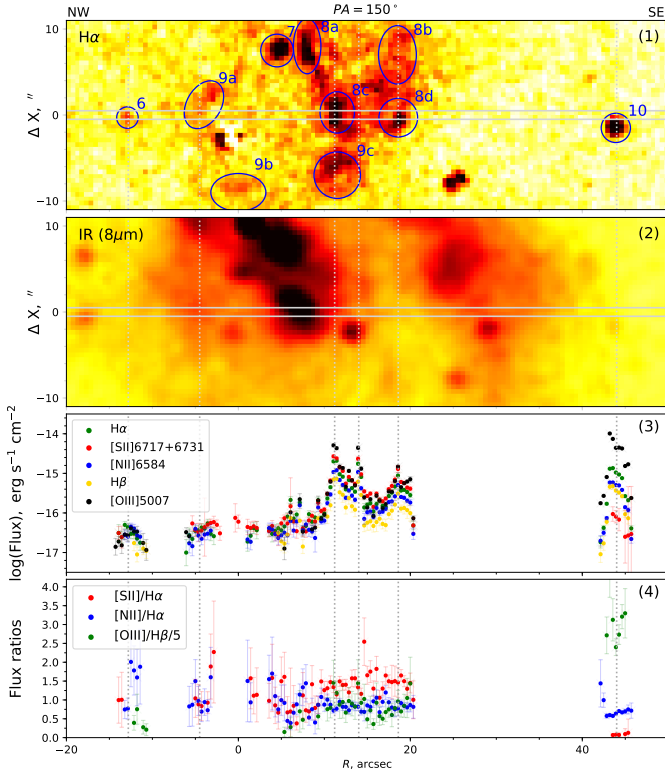 NW PA = 150° SE
Hα (1)
6
7
8a
8b
8c
8d
9a
9b
9c
10
10
0
−10
Δ X, ″
IR (8μm) (2)
10
0
−10
Δ X, ″
(3)
Hα
[SII]6717+6731
[NII]6584
Hβ
[OIII]5007
−14
−15
−16
−17
log(Flux), erg s⁻¹ cm⁻²
(4)
[SII]/Hα
[NII]/Hα
[OIII]/Hβ/5
4.0
3.5
3.0
2.5
2.0
1.5
1.0
0.5
0.0
Flux ratios
−20 0 20 40
R, arcsec